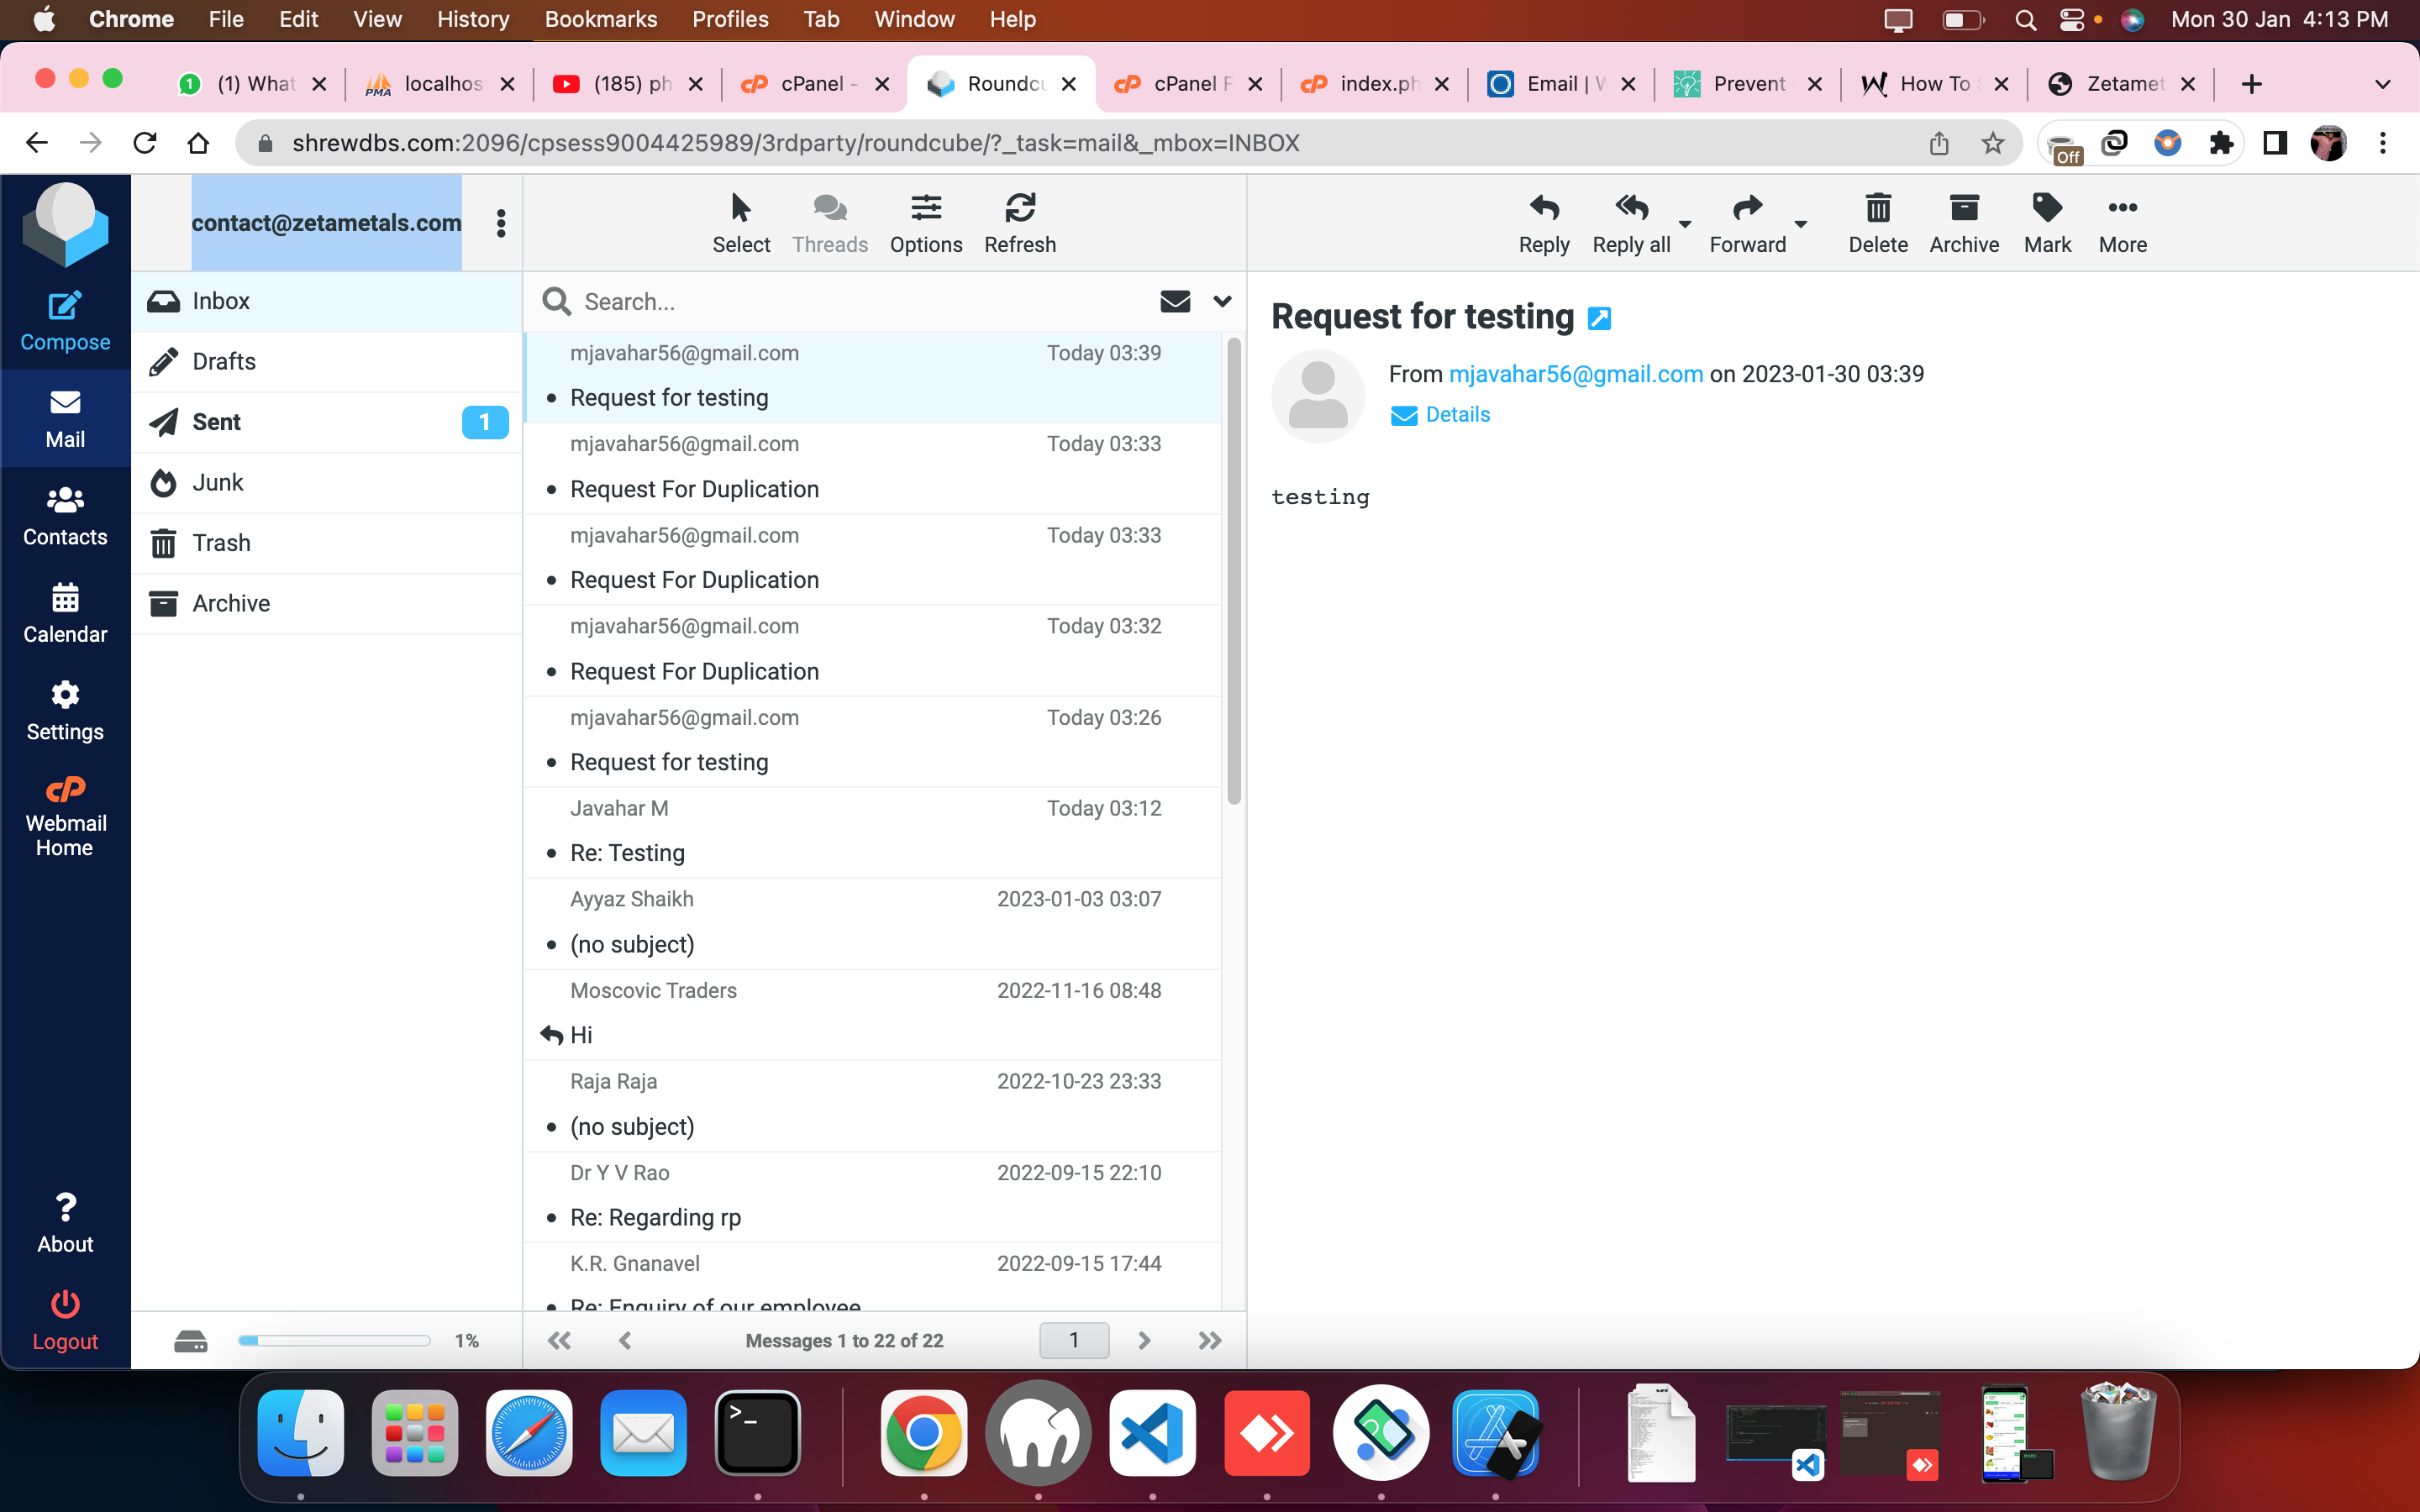 Chrome File Edit View History Bookmarks Profiles Tab Window Help Mon 30 Jan 4:13 PM
(1) What localhos (185) ph cPanel - Roundcu cPanel F index.ph Email | W Prevent How To Zetamet
shrewdbs.com:2096/cpsess9004425989/3rdparty/roundcube/?_task=mail&_mbox=INBOX
Off
contact@zetametals.com
Compose
Mail
Contacts
Calendar
Settings
cP
Webmail
Home
About
Logout
Inbox
Drafts
Sent 1
Junk
Trash
Archive
1%
Select Threads Options Refresh
Search...
mjavahar56@gmail.com Today 03:39
Request for testing
mjavahar56@gmail.com Today 03:33
Request For Duplication
mjavahar56@gmail.com Today 03:33
Request For Duplication
mjavahar56@gmail.com Today 03:32
Request For Duplication
mjavahar56@gmail.com Today 03:26
Request for testing
Javahar M Today 03:12
Re: Testing
Ayyaz Shaikh 2023-01-03 03:07
(no subject)
Moscovic Traders 2022-11-16 08:48
Hi
Raja Raja 2022-10-23 23:33
(no subject)
Dr Y V Rao 2022-09-15 22:10
Re: Regarding rp
K.R. Gnanavel 2022-09-15 17:44
Re: Enquiry of our employee
Messages 1 to 22 of 22 1
Reply Reply all Forward Delete Archive Mark More
Request for testing
From mjavahar56@gmail.com on 2023-01-30 03:39
Details
testing